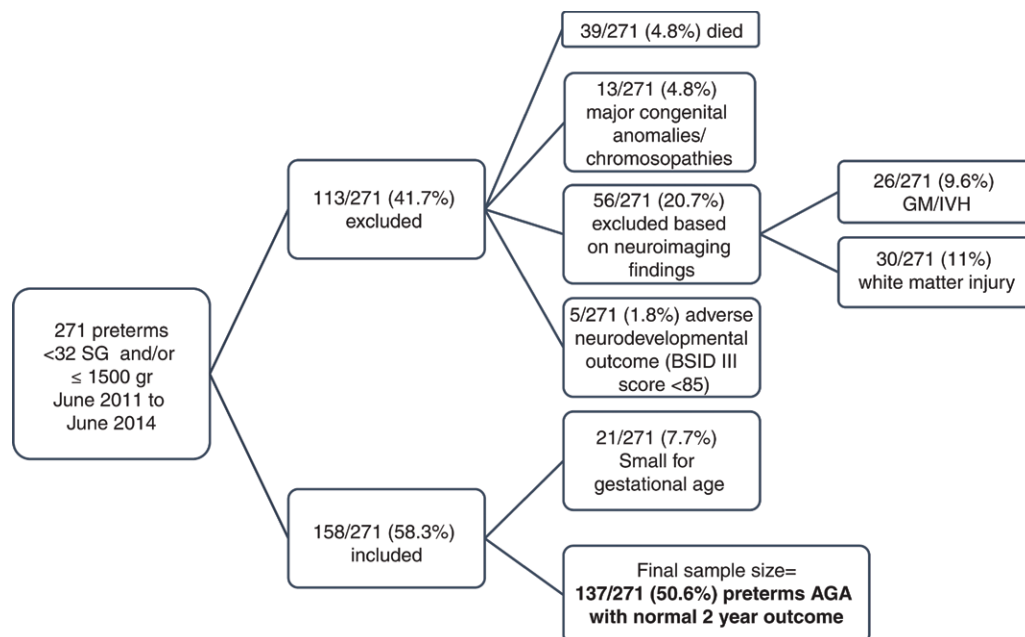 271 preterms
<32 SG and/or
≤ 1500 gr
June 2011 to
June 2014
113/271 (41.7%)
excluded
39/271 (4.8%) died
13/271 (4.8%)
major congenital
anomalies/
chromosopathies
56/271 (20.7%)
excluded based
on neuroimaging
findings
26/271 (9.6%)
GM/IVH
30/271 (11%)
white matter injury
5/271 (1.8%) adverse
neurodevelopmental
outcome (BSID III
score <85)
158/271 (58.3%)
included
21/271 (7.7%)
Small for
gestational age
Final sample size=
137/271 (50.6%) preterms AGA
with normal 2 year outcome